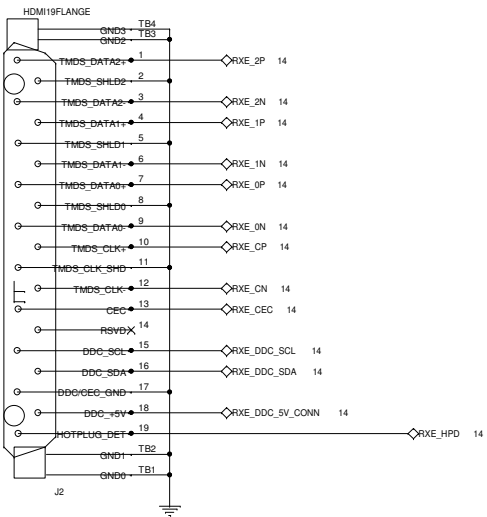 HDMI19FLANGE
GND3 TB4
GND2 TB3
TMDS_DATA2+ 1 RXE_2P 14
TMDS_SHLD2 2
TMDS_DATA2- 3 RXE_2N 14
TMDS_DATA1+ 4 RXE_1P 14
TMDS_SHLD1 5
TMDS_DATA1- 6 RXE_1N 14
TMDS_DATA0+ 7 RXE_0P 14
TMDS_SHLD0 8
TMDS_DATA0- 9 RXE_0N 14
TMDS_CLK+ 10 RXE_CP 14
TMDS_CLK_SHD 11
TMDS_CLK- 12 RXE_CN 14
CEC 13 RXE_CEC 14
RSVD 14
DDC_SCL 15 RXE_DDC_SCL 14
DDC_SDA 16 RXE_DDC_SDA 14
DDC/CEC_GND 17
DDC_+5V 18 RXE_DDC_5V_CONN 14
HOTPLUG_DET 19 RXE_HPD 14
GND1 TB2
GND0 TB1
J2